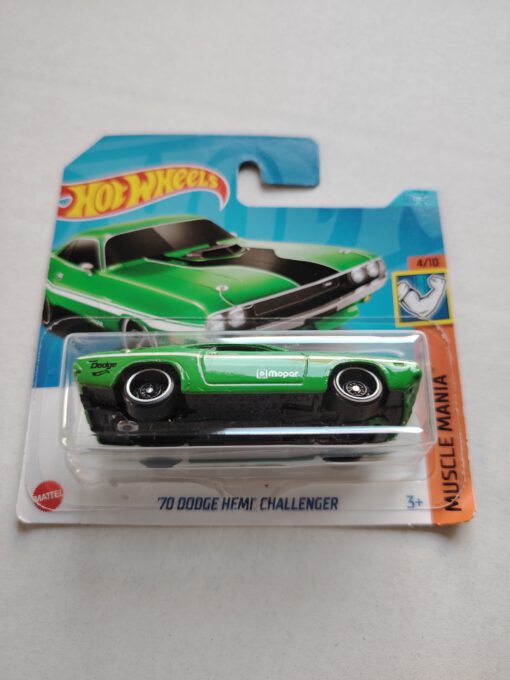 Hot Wheels
4/10
MUSCLE MANIA
Dodge
Mopar
MATTEL
'70 DODGE HEMI® CHALLENGER
3+